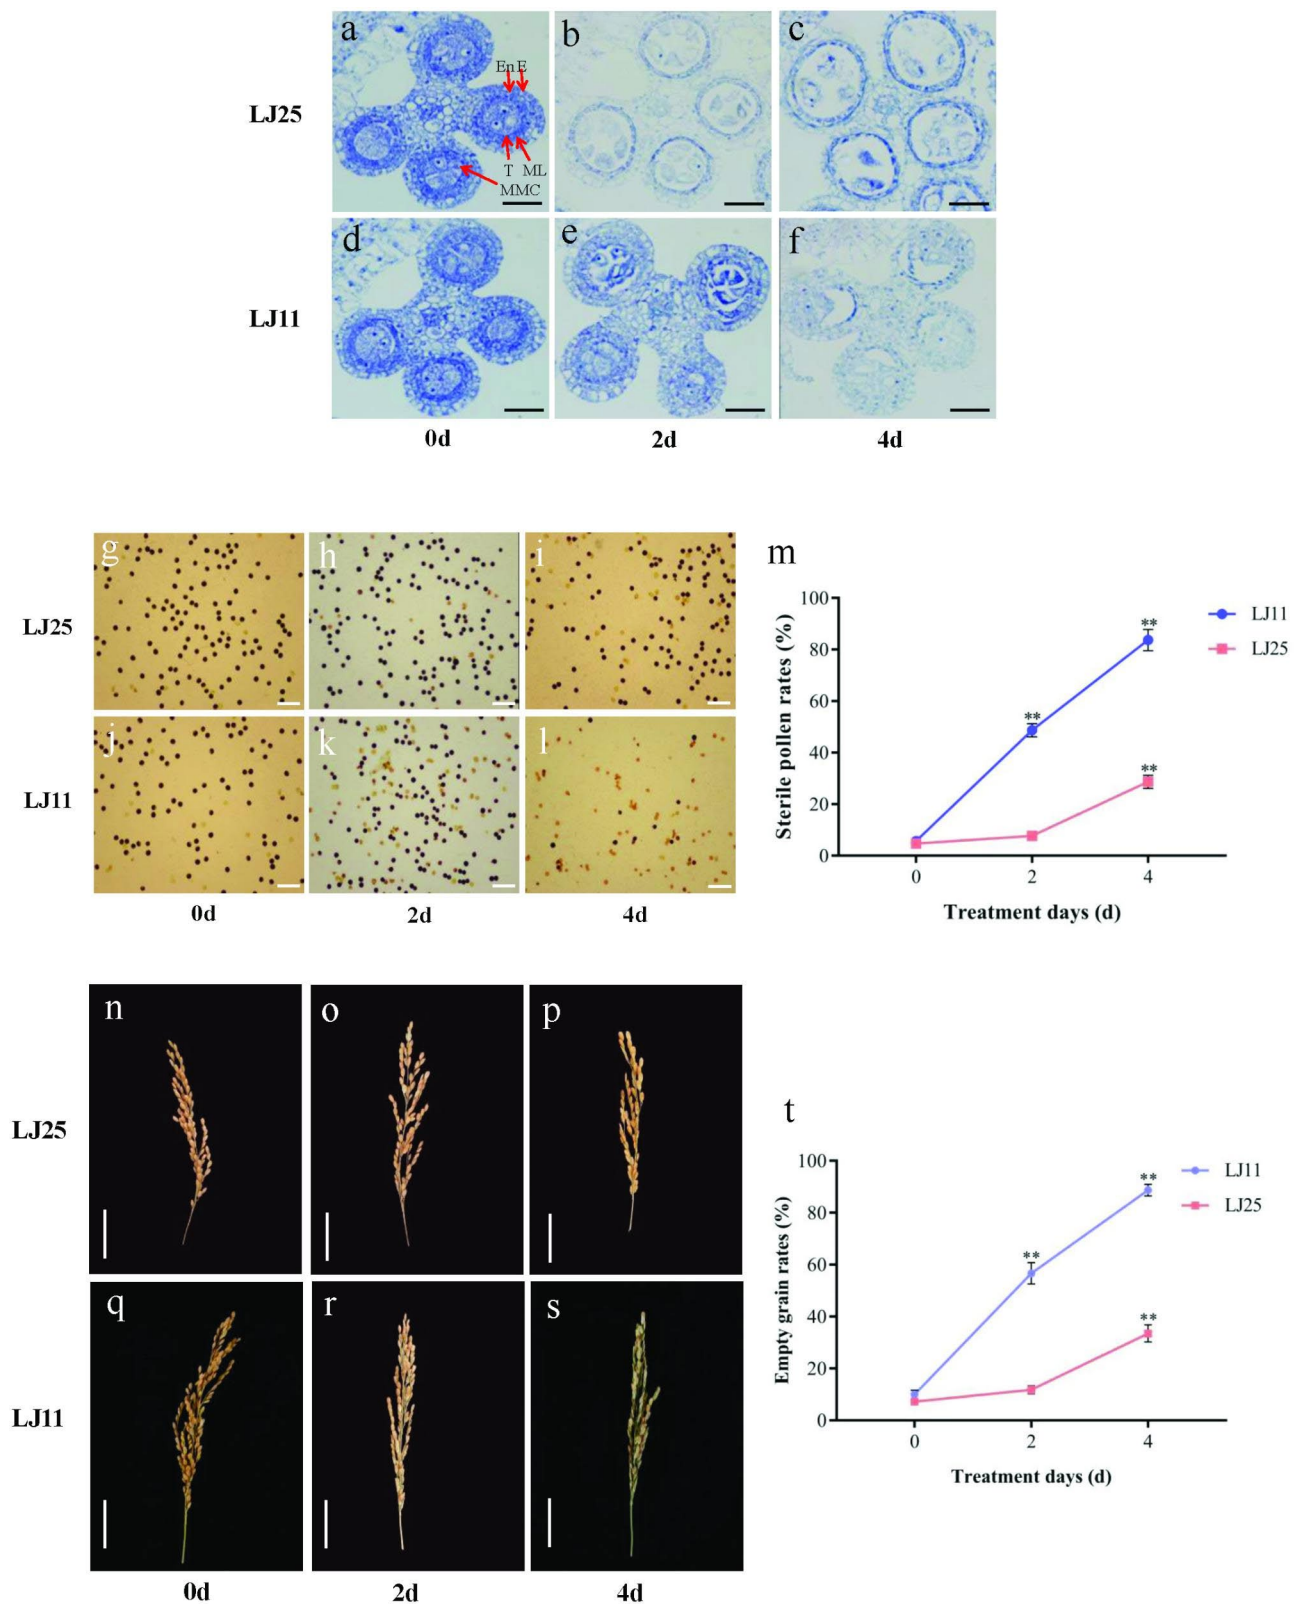 a
b
c
En E
LJ25
T ML
MMC
d
e
f
LJ11
0d
2d
4d
g
h
i
m
LJ25
j
k
l
LJ11
0d
2d
4d
Sterile pollen rates (%)
100
80
60
40
20
0
**
**
**
LJ11
LJ25
0
2
4
Treatment days (d)
n
o
p
LJ25
q
r
s
LJ11
0d
2d
4d
t
Empty grain rates (%)
100
80
60
40
20
0
**
**
**
LJ11
LJ25
0
2
4
Treatment days (d)